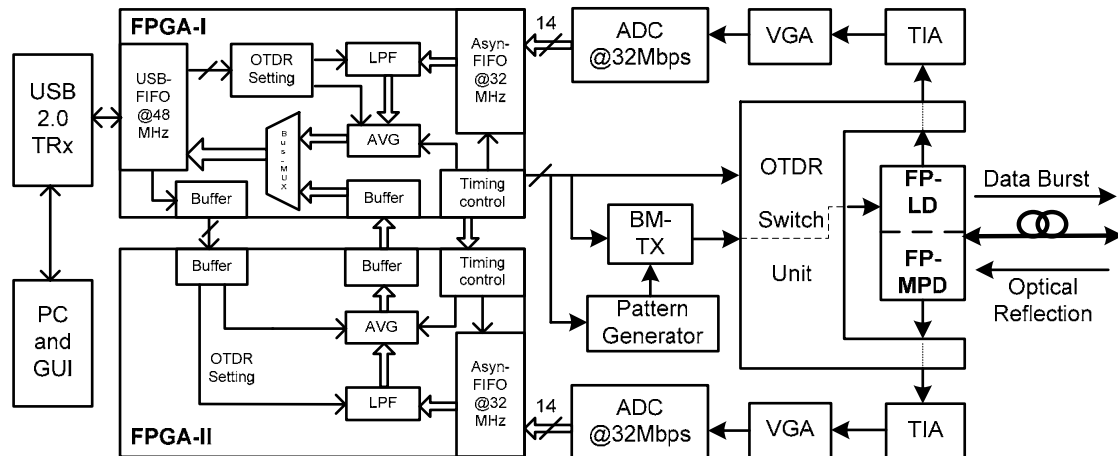 FPGA-I
USB
2.0
TRx
PC
and
GUI
USB-
FIFO
@48
MHz
OTDR
Setting
LPF
AVG
Bus-MUX
Asyn-
FIFO
@32
MHz
Buffer
Buffer
Timing
control
14
ADC
@32Mbps
VGA
TIA
Buffer
Buffer
Timing
control
AVG
OTDR
Setting
LPF
Asyn-
FIFO
@32
MHz
FPGA-II
14
ADC
@32Mbps
VGA
TIA
BM-
TX
Pattern
Generator
OTDR
Switch
Unit
FP-
LD
FP-
MPD
Data Burst
Optical
Reflection